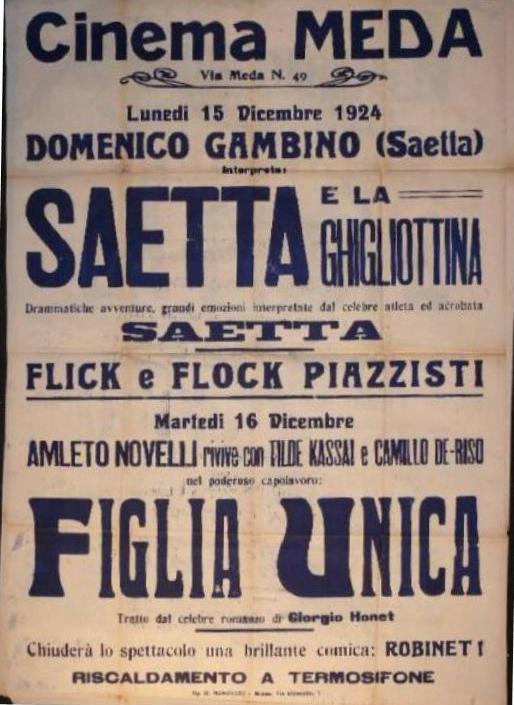 Cinema MEDA
Via Meda N. 49
Lunedi 15 Dicembre 1924
DOMENICO GAMBINO (Saetta)
Interpreta:
SAETTA E LA GHIGLIOTTINA
Drammatiche avventure, grandi emozioni interpretate dal celebre atleta ed acrobata
SAETTA
FLICK e FLOCK PIAZZISTI
Martedi 16 Dicembre
AMLETO NOVELLI rivive con TILDE KASSAI e CAMILLO DE-RISO
nel poderoso capolavoro:
FIGLIA UNICA
Tratto dal celebre romanzo di Giorgio Honet
Chiuderà lo spettacolo una brillante comica: ROBINET!
RISCALDAMENTO A TERMOSIFONE